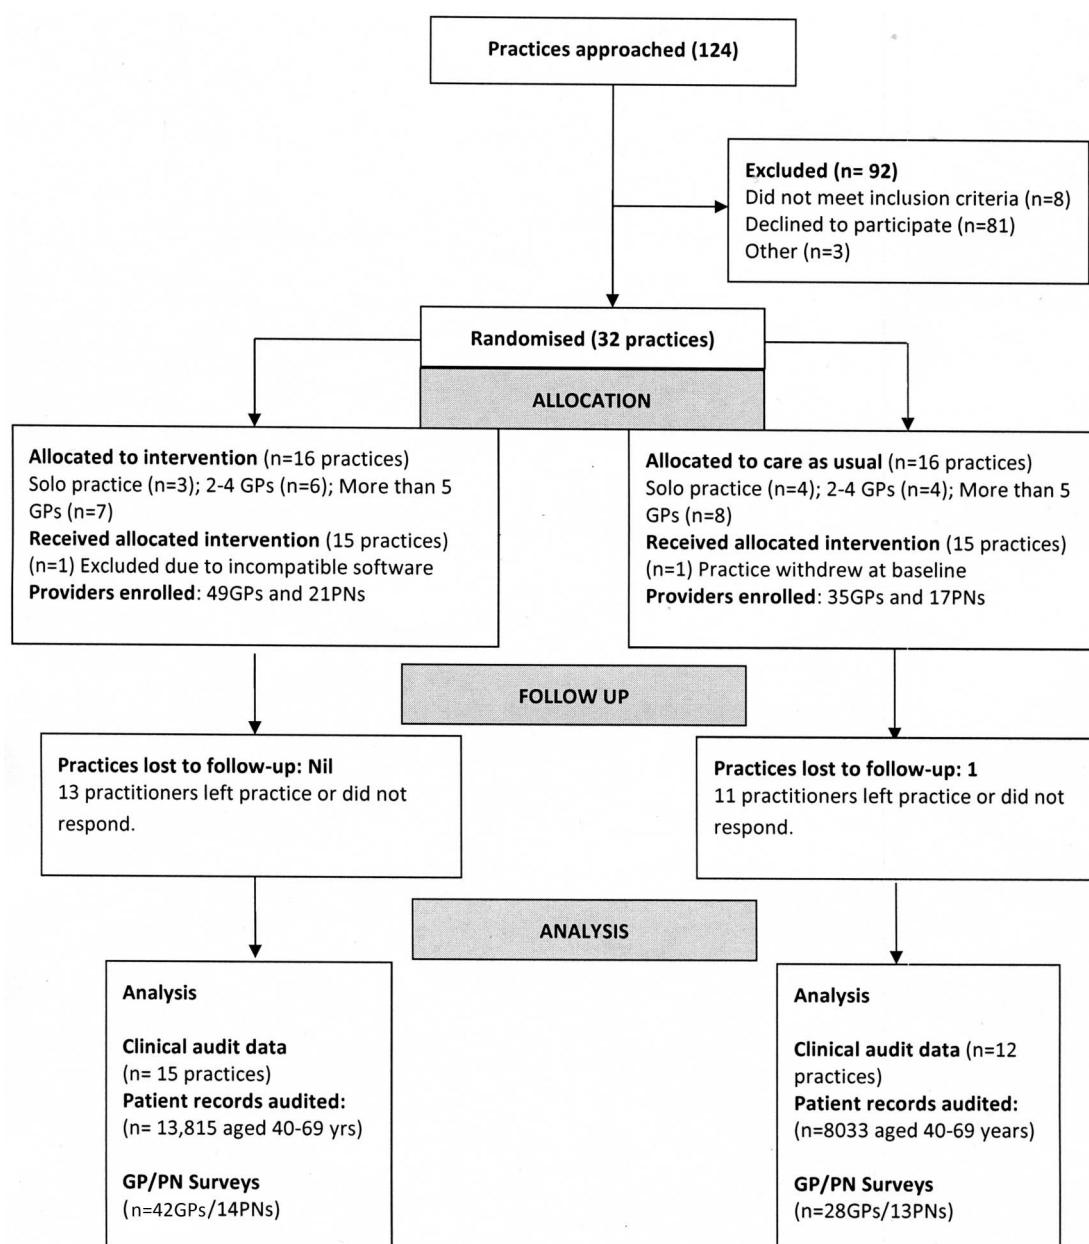 Practices approached (124)
Excluded (n= 92)
Did not meet inclusion criteria (n=8)
Declined to participate (n=81)
Other (n=3)
Randomised (32 practices)
ALLOCATION
Allocated to intervention (n=16 practices)
Solo practice (n=3); 2-4 GPs (n=6); More than 5
GPs (n=7)
Received allocated intervention (15 practices)
(n=1) Excluded due to incompatible software
Providers enrolled: 49GPs and 21PNs
Allocated to care as usual (n=16 practices)
Solo practice (n=4); 2-4 GPs (n=4); More than 5
GPs (n=8)
Received allocated intervention (15 practices)
(n=1) Practice withdrew at baseline
Providers enrolled: 35GPs and 17PNs
FOLLOW UP
Practices lost to follow-up: Nil
13 practitioners left practice or did not
respond.
Practices lost to follow-up: 1
11 practitioners left practice or did not
respond.
ANALYSIS
Analysis
Clinical audit data
(n= 15 practices)
Patient records audited:
(n= 13,815 aged 40-69 yrs)
GP/PN Surveys
(n=42GPs/14PNs)
Analysis
Clinical audit data (n=12
practices)
Patient records audited:
(n=8033 aged 40-69 years)
GP/PN Surveys
(n=28GPs/13PNs)